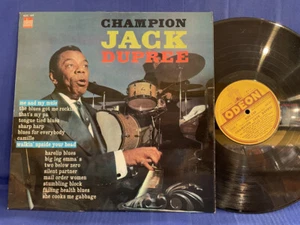 CHAMPION
JACK
DUPREE
me and my mule
the blues got me rocking
that's my pa
tongue tied blues
sharp harp
blues for everybody
camille
walkin' upside your head
harelip blues
big leg emma's
two below zero
silent partner
mail order women
stumbling block
failing health blues
she cooks me gabbage
ODEON